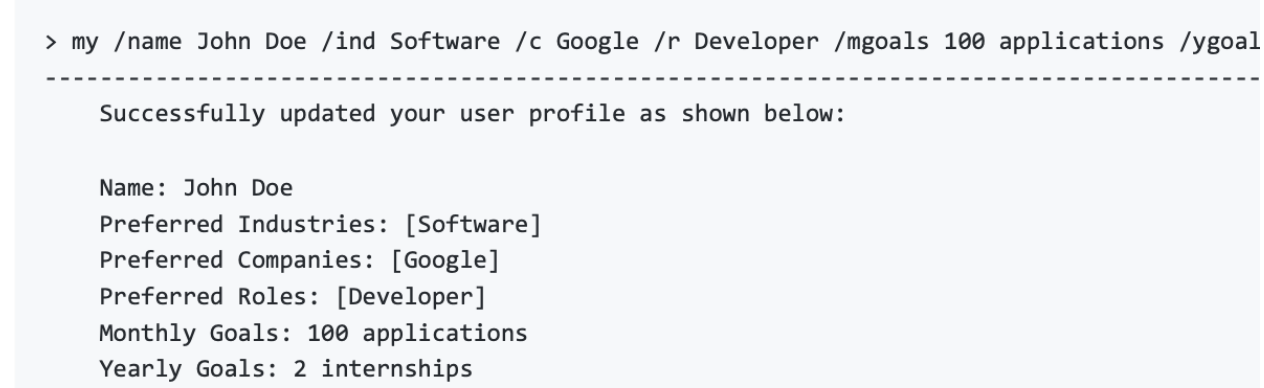 > my /name John Doe /ind Software /c Google /r Developer /mgoals 100 applications /ygoal
--------------------------------------------------------------------------------------
Successfully updated your user profile as shown below:
Name: John Doe
Preferred Industries: [Software]
Preferred Companies: [Google]
Preferred Roles: [Developer]
Monthly Goals: 100 applications
Yearly Goals: 2 internships